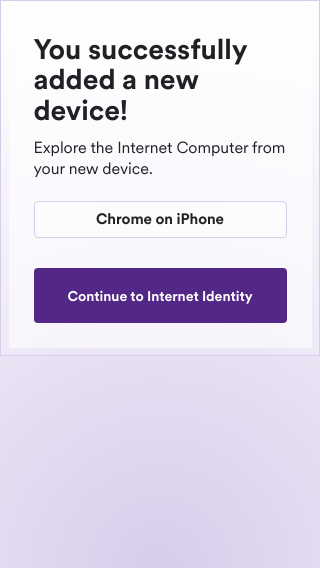 You successfully
added a new
device!
Explore the Internet Computer from
your new device.
Chrome on iPhone
Continue to Internet Identity